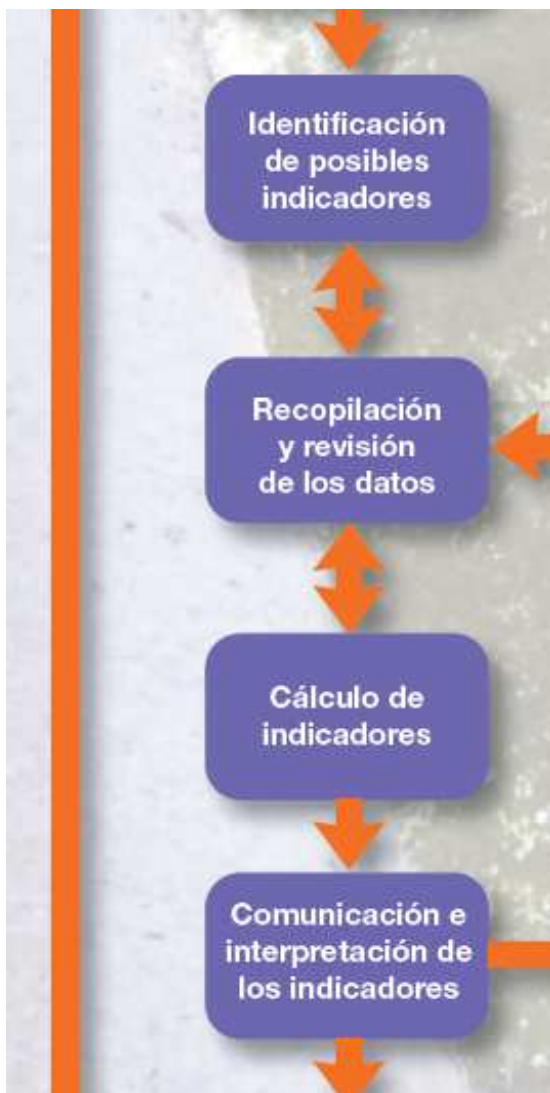 Identificación
de posibles
indicadores
Recopilación
y revisión
de los datos
Cálculo de
indicadores
Comunicación e
interpretación de
los indicadores